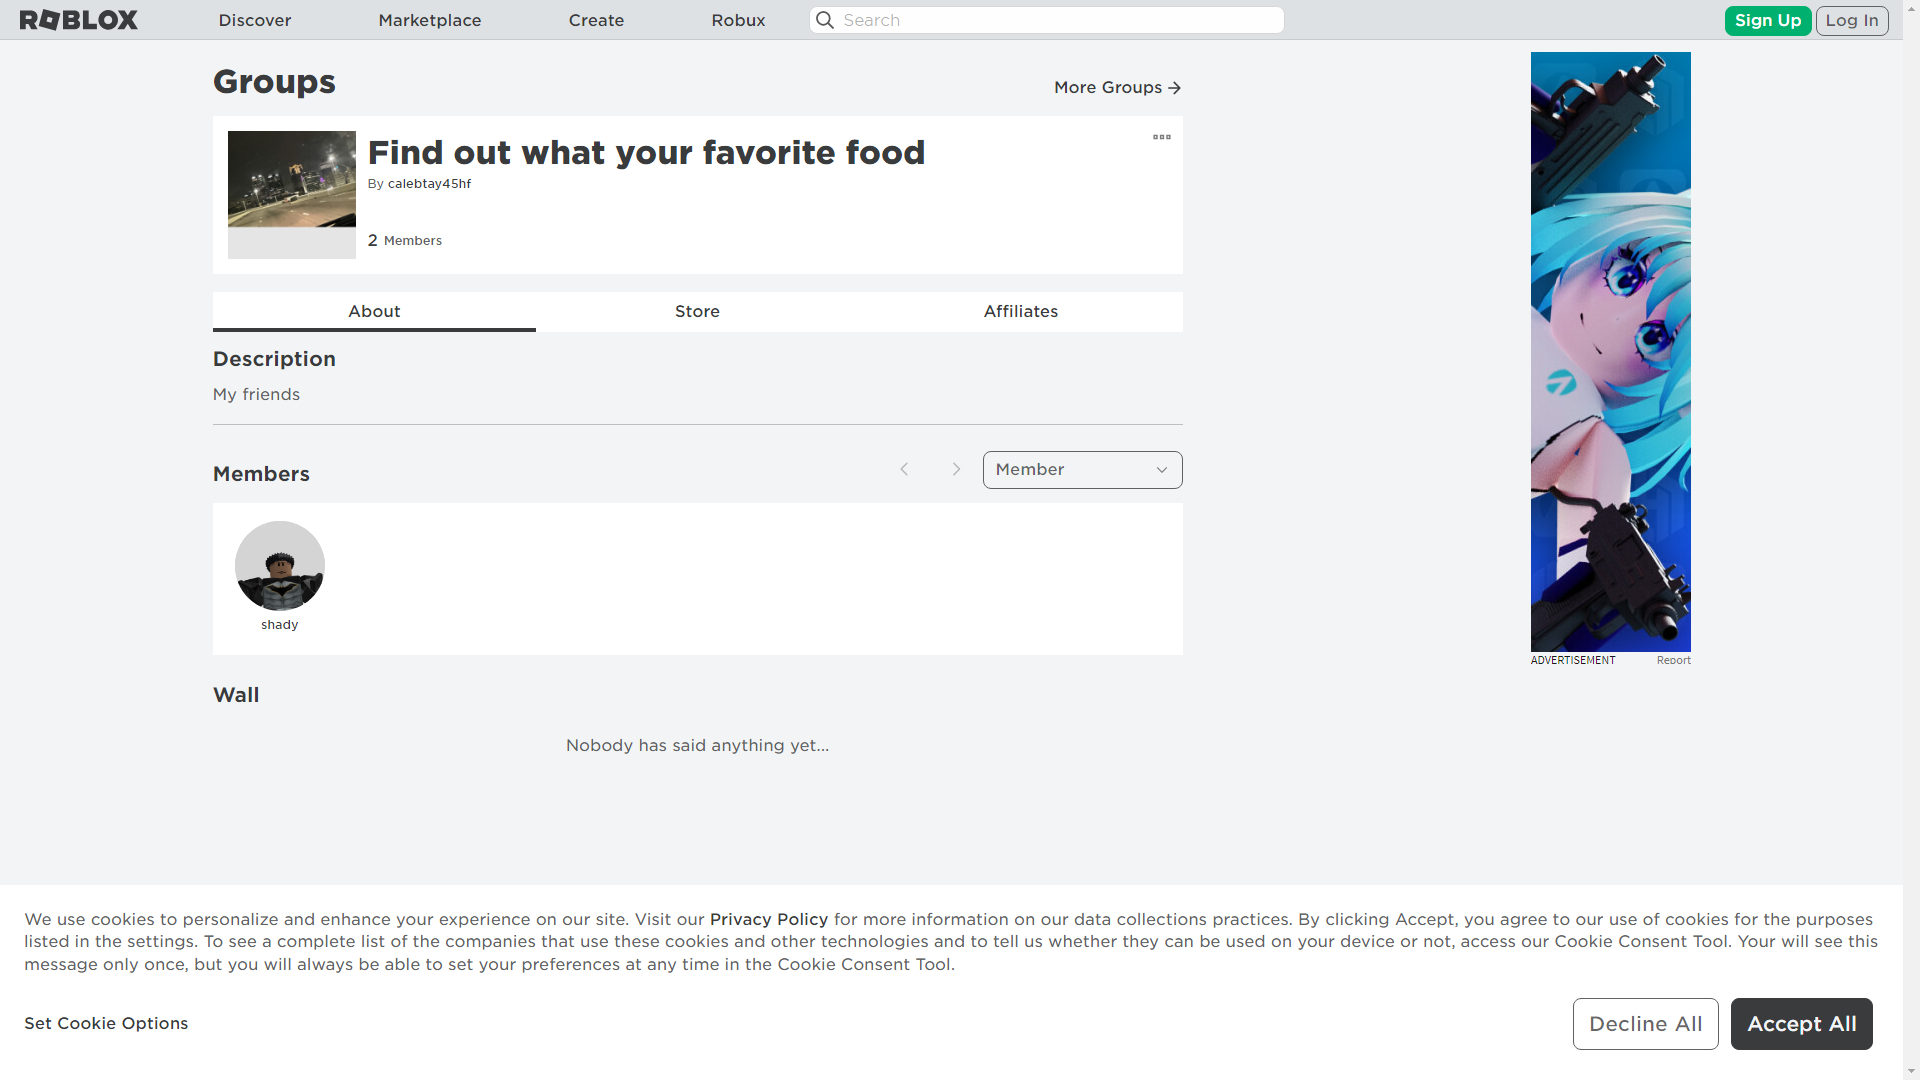 ROBLOX
Discover
Marketplace
Create
Robux
Search
Sign Up
Log In
Groups
More Groups
Find out what your favorite food
By calebtay45hf
2 Members
About
Store
Affiliates
Description
My friends
Members
Member
shady
ADVERTISEMENT
Report
Wall
Nobody has said anything yet...
We use cookies to personalize and enhance your experience on our site. Visit our Privacy Policy for more information on our data collections practices. By clicking Accept, you agree to our use of cookies for the purposes
listed in the settings. To see a complete list of the companies that use these cookies and other technologies and to tell us whether they can be used on your device or not, access our Cookie Consent Tool. Your will see this
message only once, but you will always be able to set your preferences at any time in the Cookie Consent Tool.
Set Cookie Options
Decline All
Accept All